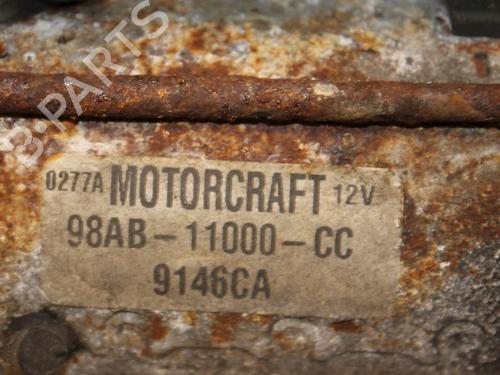 B-PARTS
0277A MOTORCRAFT 12V
98AB-11000-CC
9146CA